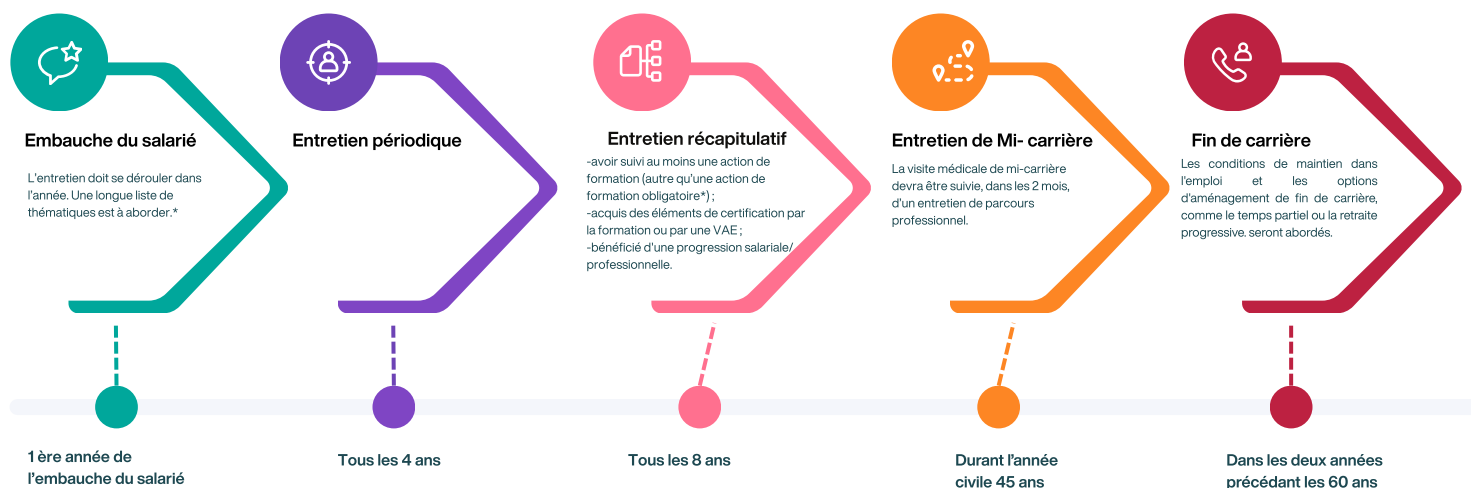 Embauche du salarié
L'entretien doit se dérouler dans
l'année. Une longue liste de
thématiques est à aborder.*
1 ère année de
l'embauche du salarié
Entretien périodique
Tous les 4 ans
Entretien récapitulatif
-avoir suivi au moins une action de
formation (autre qu'une action de
formation obligatoire*) ;
-acquis des éléments de certification par
la formation ou par une VAE ;
-bénéficié d'une progression salariale/
professionnelle.
Tous les 8 ans
Entretien de Mi- carrière
La visite médicale de mi-carrière
devra être suivie, dans les 2 mois,
d'un entretien de parcours
professionnel.
Durant l'année
civile 45 ans
Fin de carrière
Les conditions de maintien dans
l'emploi et les options
d'aménagement de fin de carrière,
comme le temps partiel ou la retraite
progressive. seront abordés.
Dans les deux années
précédant les 60 ans